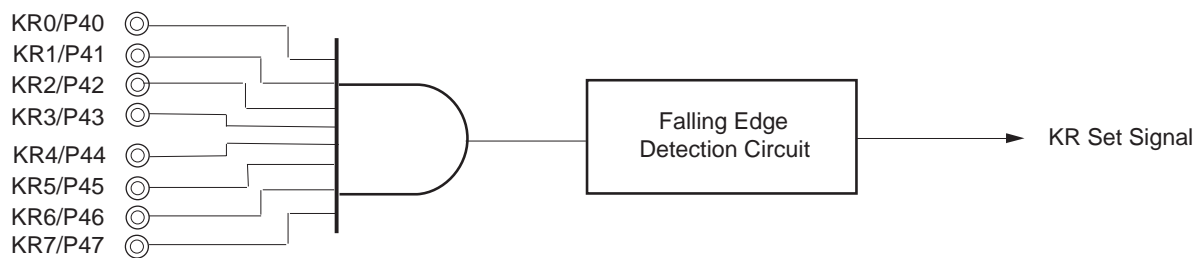 KR0/P40
KR1/P41
KR2/P42
KR3/P43
KR4/P44
KR5/P45
KR6/P46
KR7/P47
Falling Edge
Detection Circuit
KR Set Signal